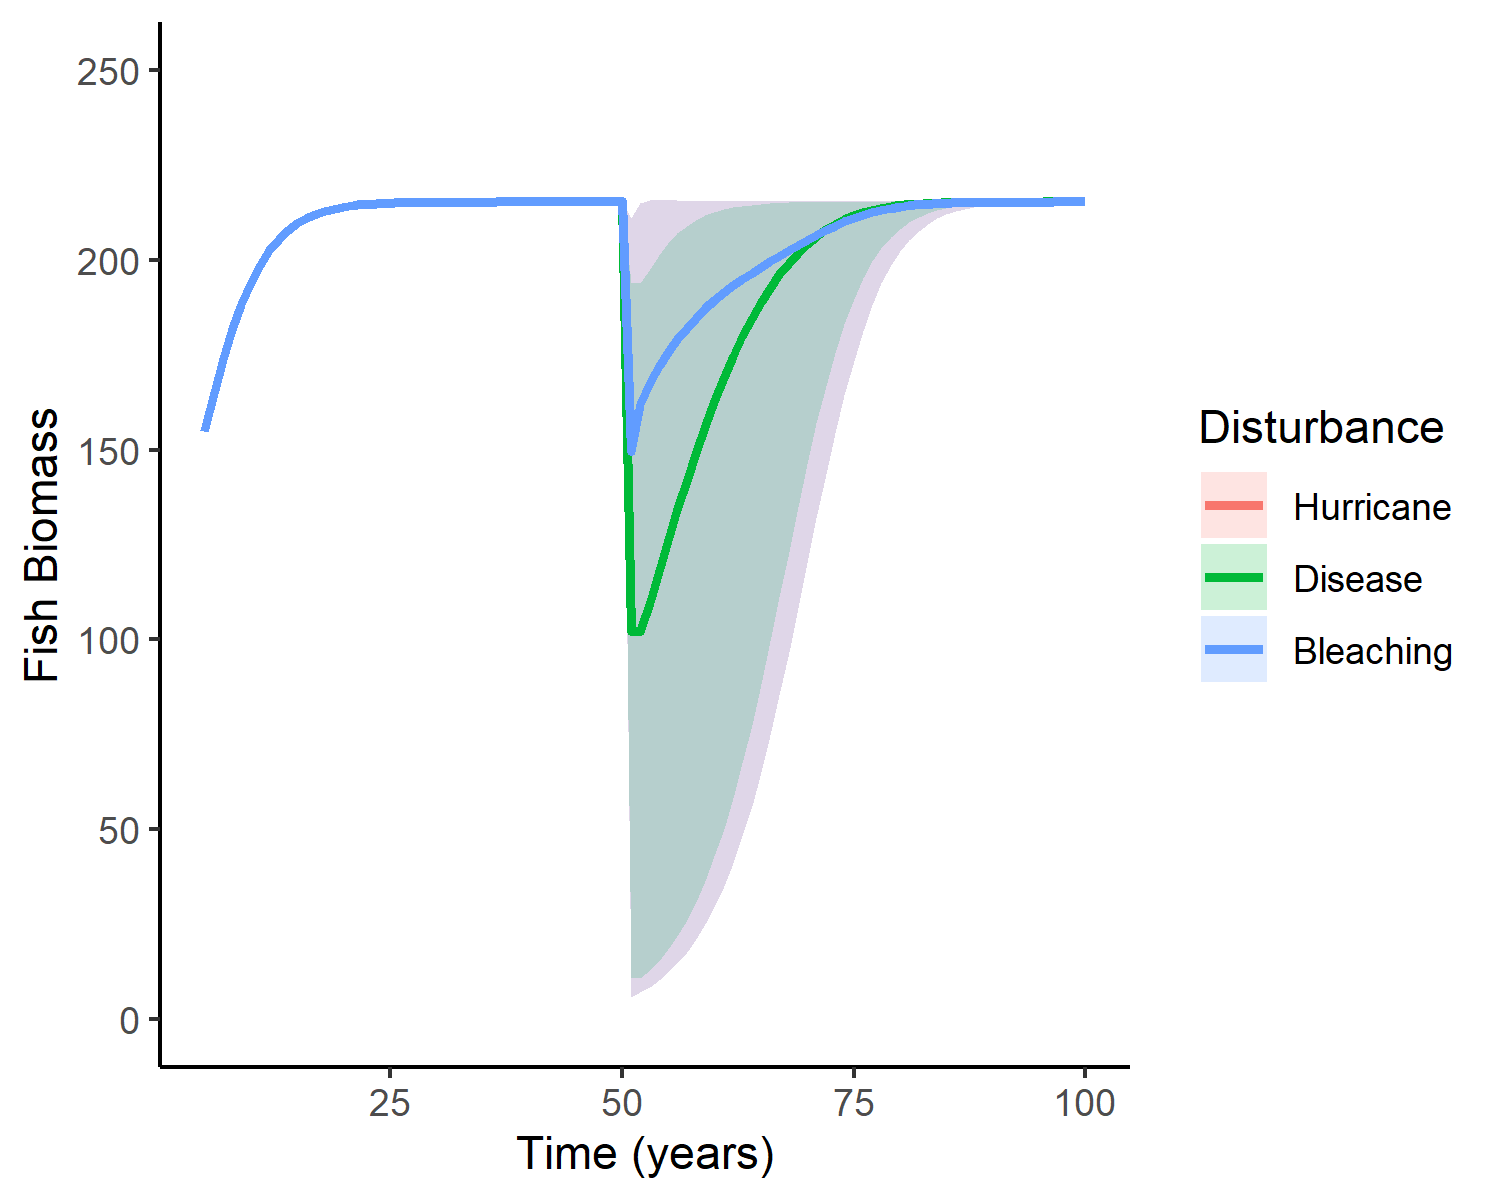 250
200
150
100
50
0
Fish Biomass
25 50 75 100
Time (years)
Disturbance
Hurricane
Disease
Bleaching